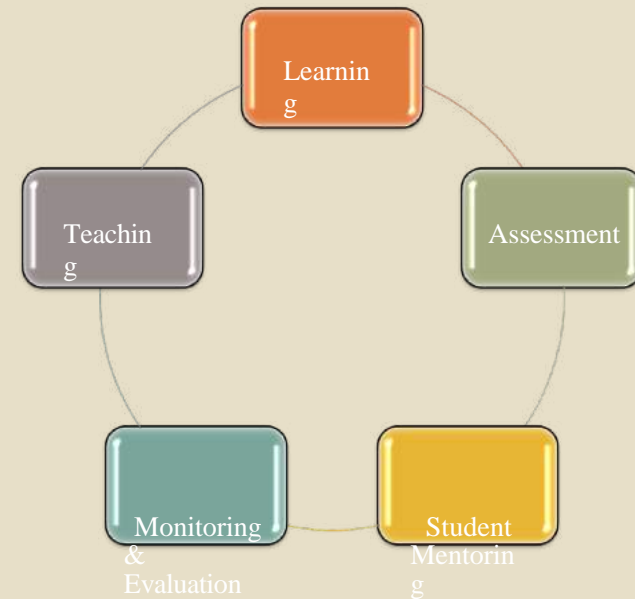 Learnin
g
Teachin
g
Assessment
Monitoring
&
Evaluation
Student
Mentorin
g